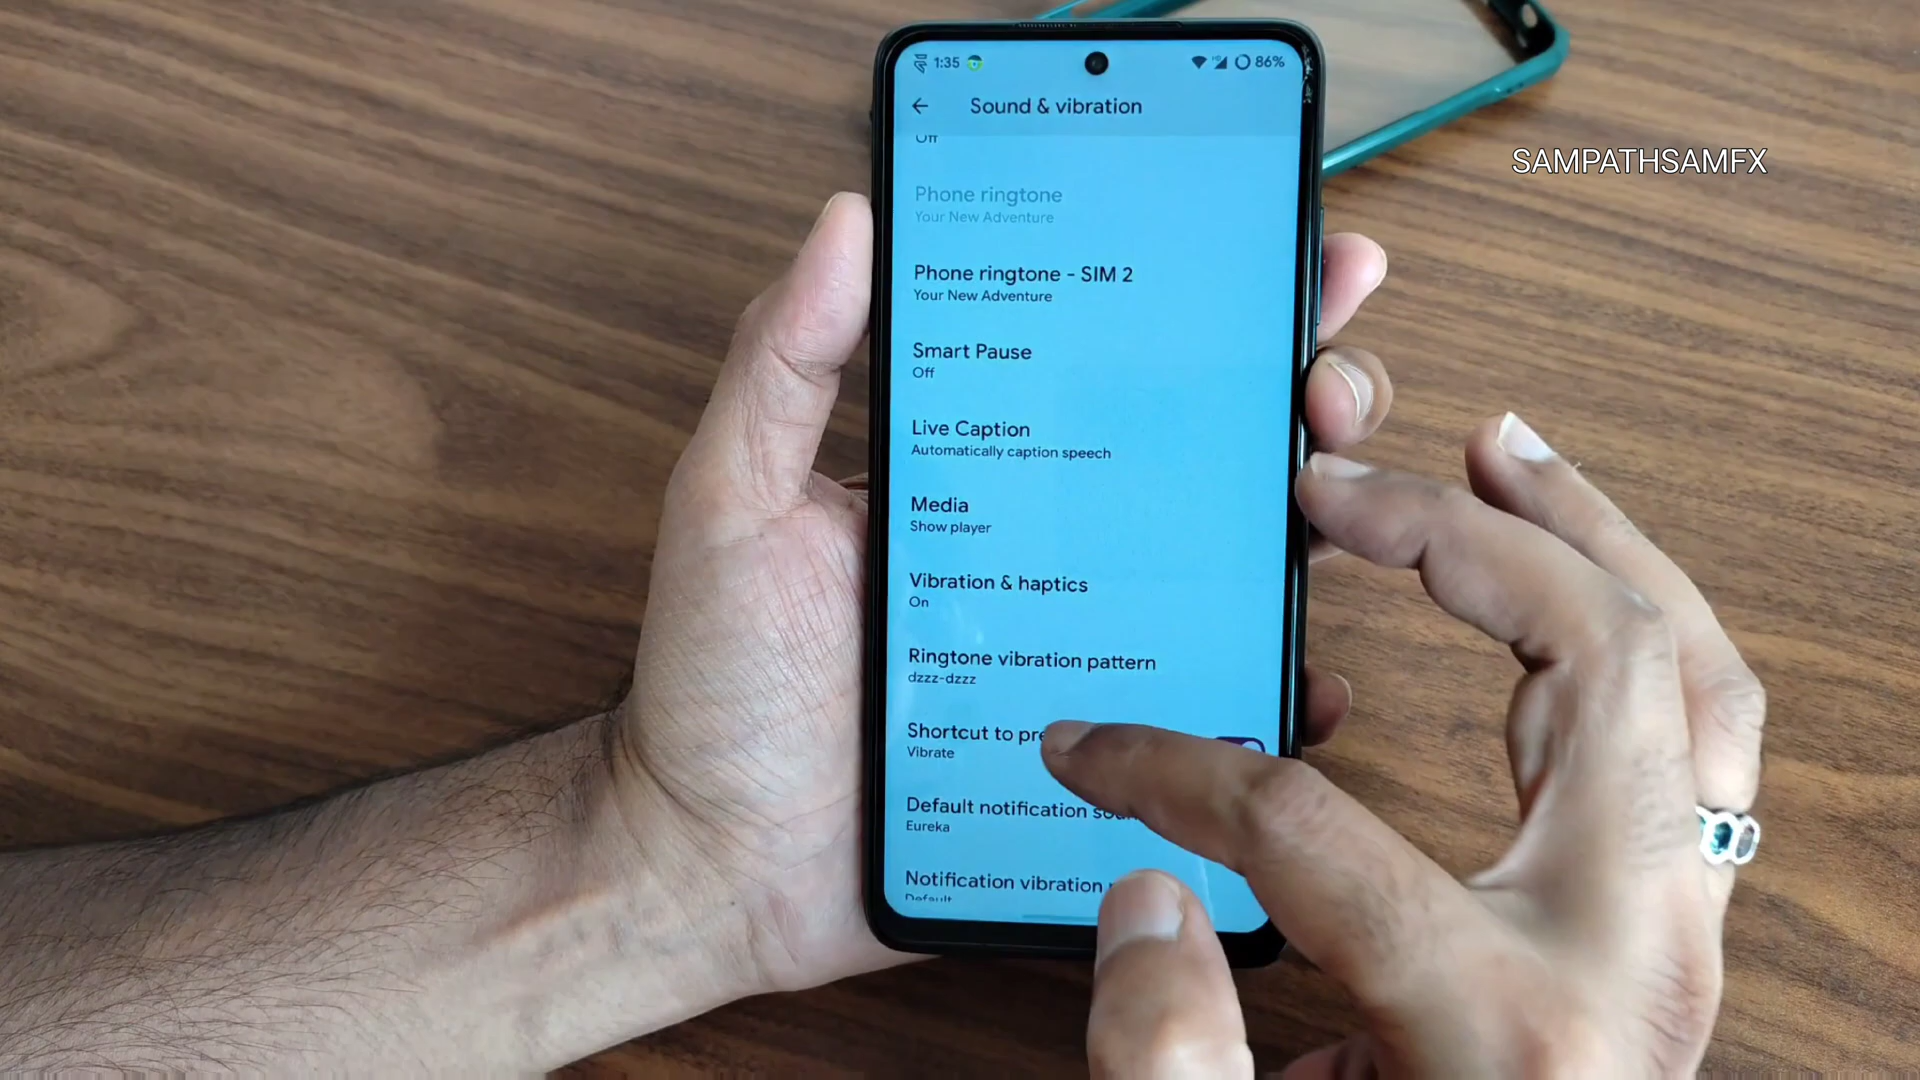 1:35
86%
Sound & vibration
Off
SAMPATHSAMFX
Phone ringtone
Your New Adventure
Phone ringtone - SIM 2
Your New Adventure
Smart Pause
Off
Live Caption
Automatically caption speech
Media
Show player
Vibration & haptics
On
Ringtone vibration pattern
dzzz-dzzz
Shortcut to
Vibrate
Default notification
Eureka
Notification vibration
Default